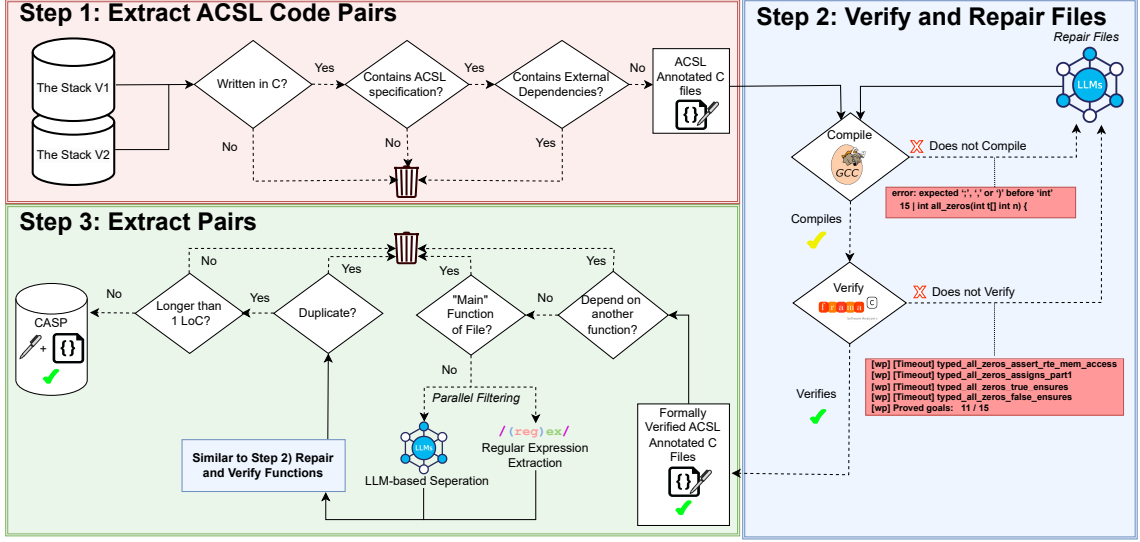 Step 1: Extract ACSL Code Pairs
The Stack V1
The Stack V2
Written in C?
Yes
Contains ACSL
specification?
Yes
Contains External
Dependencies?
No
ACSL
Annotated C
files
{}
No
No
Yes
Step 2: Verify and Repair Files
Repair Files
LLMs
Compile
GCC
X Does not Compile
error: expected ‘;’, ‘,’ or ‘)’ before ‘int’
15 | int all_zeros(int t[] int n) {
Compiles
Verify
frama
C
Software Analyzers
X Does not Verify
[wp] [Timeout] typed_all_zeros_assert_rte_mem_access
[wp] [Timeout] typed_all_zeros_assigns_part1
[wp] [Timeout] typed_all_zeros_true_ensures
[wp] [Timeout] typed_all_zeros_false_ensures
[wp] Proved goals: 11 / 15
Verifies
Step 3: Extract Pairs
No
Yes
Yes
Yes
No
Longer than
1 LoC?
Yes
Duplicate?
"Main"
Function
of File?
No
Depend on
another
function?
CASP
+ {}
No
Parallel Filtering
LLMs
LLM-based Seperation
/(reg)ex/
Regular Expression
Extraction
Similar to Step 2) Repair
and Verify Functions
Formally
Verified ACSL
Annotated C
Files
{}